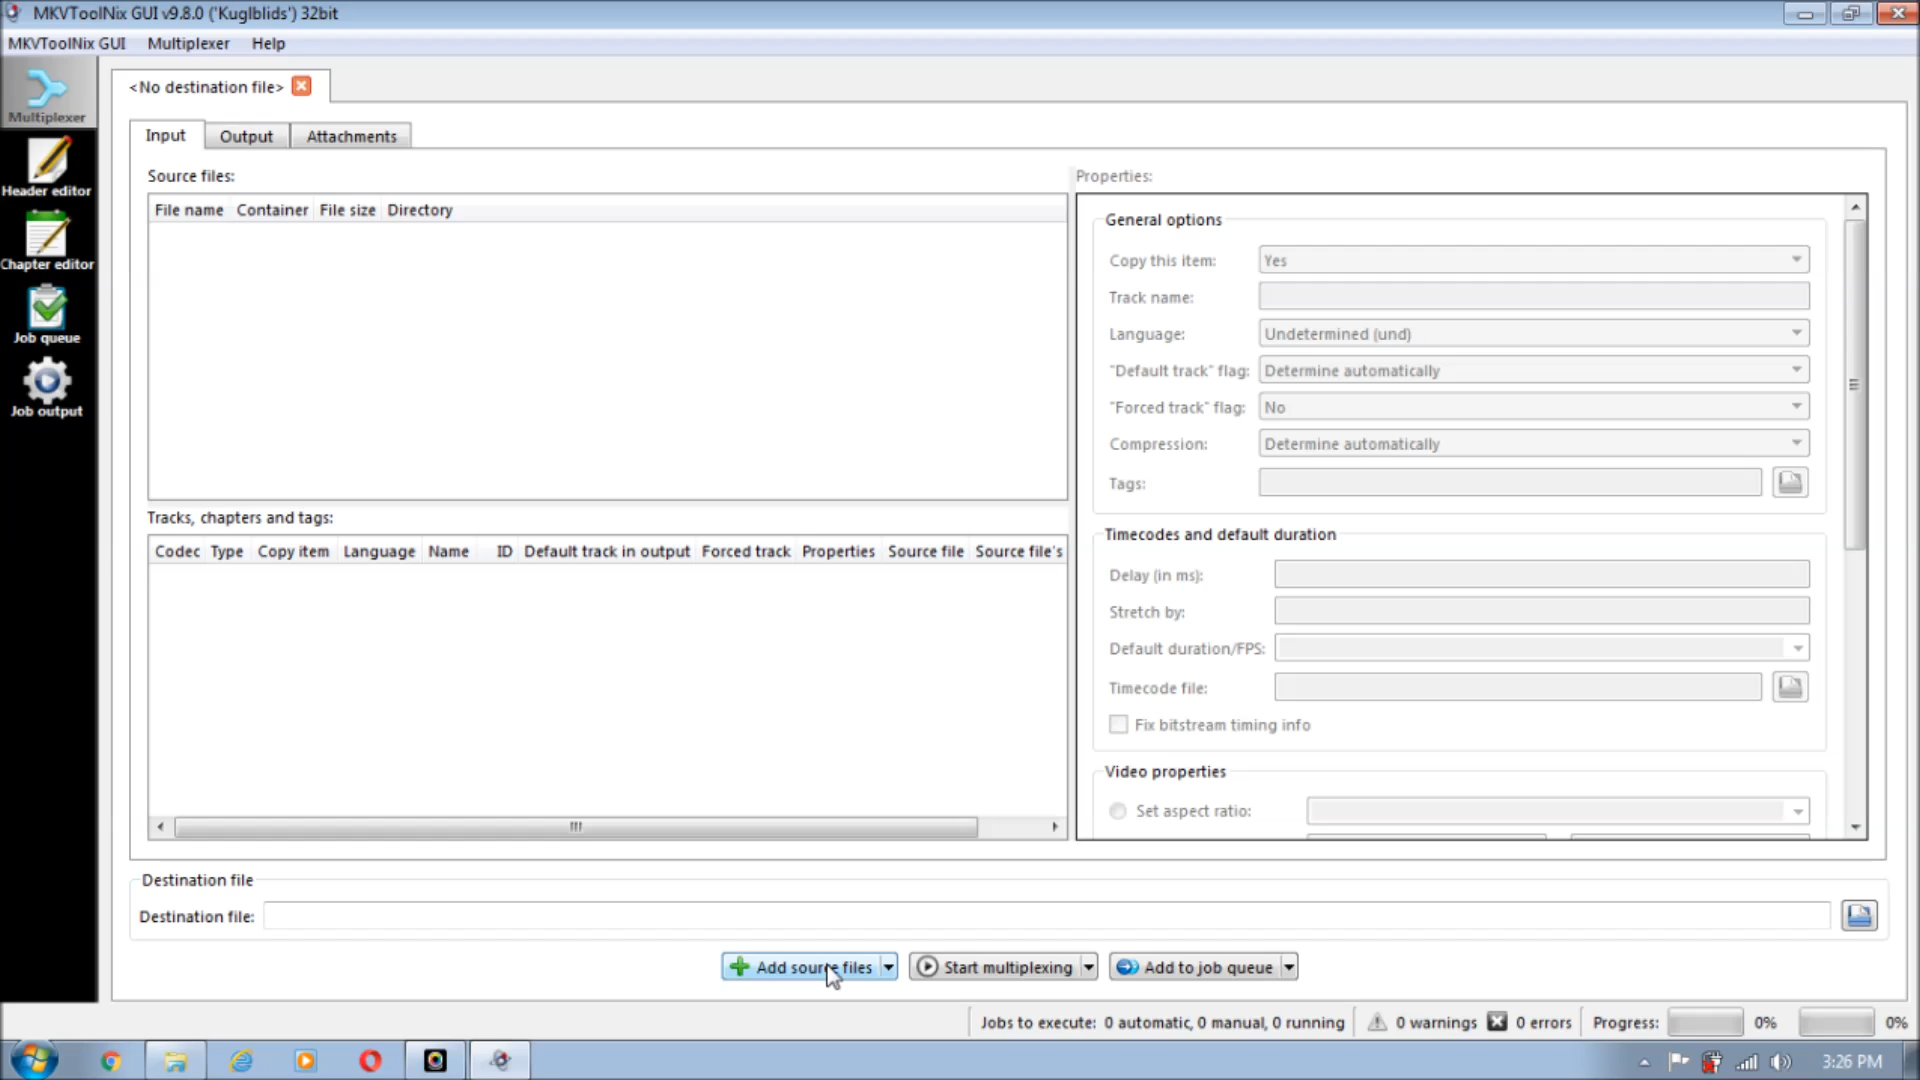 MKVToolNix GUI v9.8.0 ('Kuglblids') 32bit
MKVToolNix GUI Multiplexer Help
<No destination file>
Multiplexer
Header editor
Chapter editor
Job queue
Job output
Input Output Attachments
Source files:
File name Container File size Directory
Tracks, chapters and tags:
Codec Type Copy item Language Name ID Default track in output Forced track Properties Source file Source file's
Properties:
General options
Copy this item: Yes
Track name:
Language: Undetermined (und)
"Default track" flag: Determine automatically
"Forced track" flag: No
Compression: Determine automatically
Tags:
Timecodes and default duration
Delay (in ms):
Stretch by:
Default duration/FPS:
Timecode file:
Fix bitstream timing info
Video properties
Set aspect ratio:
Destination file
Destination file:
Add source files Start multiplexing Add to job queue
Jobs to execute: 0 automatic, 0 manual, 0 running 0 warnings 0 errors Progress: 0% 0%
3:26 PM